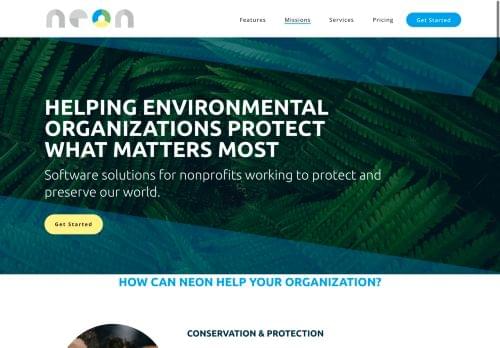 neon
Features
Missions
Services
Pricing
Get Started
HELPING ENVIRONMENTAL
ORGANIZATIONS PROTECT
WHAT MATTERS MOST
Software solutions for nonprofits working to protect and
preserve our world.
Get Started
HOW CAN NEON HELP YOUR ORGANIZATION?
CONSERVATION & PROTECTION